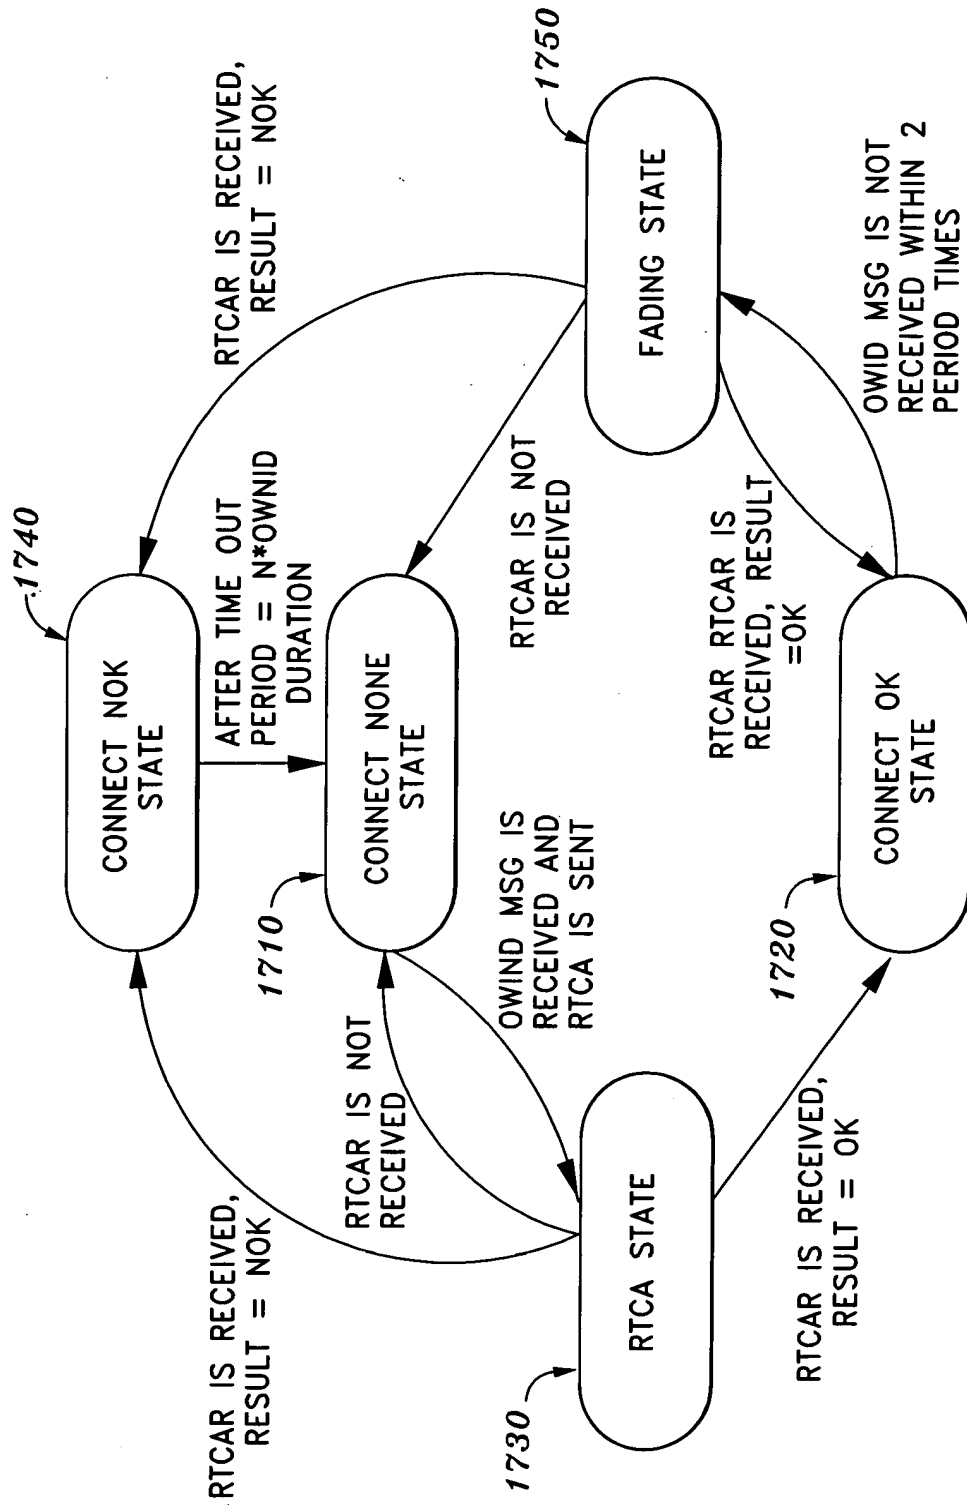 RTCAR IS RECEIVED,
RESULT = NOK
1740
CONNECT NOK
STATE
RTCAR IS RECEIVED,
RESULT = NOK
AFTER TIME OUT
PERIOD = N*OWNID
DURATION
1710
CONNECT NONE
STATE
RTCAR IS NOT
RECEIVED
RTCAR IS NOT
RECEIVED
OWIND MSG IS
RECEIVED AND
RTCA IS SENT
1730
RTCA STATE
1750
FADING STATE
RTCAR RTCAR IS
RECEIVED, RESULT
=OK
RTCAR IS RECEIVED,
RESULT = OK
1720
CONNECT OK
STATE
OWID MSG IS NOT
RECEIVED WITHIN 2
PERIOD TIMES